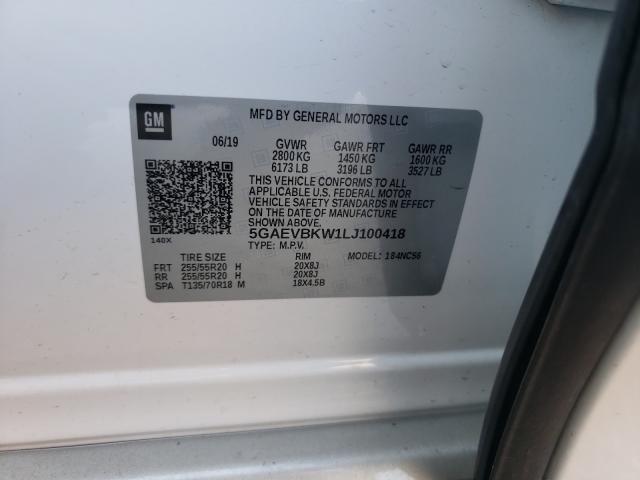 GM
MFD BY GENERAL MOTORS LLC
06/19 GVWR GAWR FRT GAWR RR
2800 KG 1450 KG 1600 KG
6173 LB 3196 LB 3527 LB
THIS VEHICLE CONFORMS TO ALL
APPLICABLE U.S. FEDERAL MOTOR
VEHICLE SAFETY STANDARDS IN EFFECT
ON THE DATE OF MANUFACTURE
SHOWN ABOVE.
5GAEVBKW1LJ100418
140X TYPE: M.P.V.
TIRE SIZE RIM MODEL: 184NC56
FRT 255/55R20 H 20X8J
RR 255/55R20 H 20X8J
SPA T135/70R18 M 18X4.5B